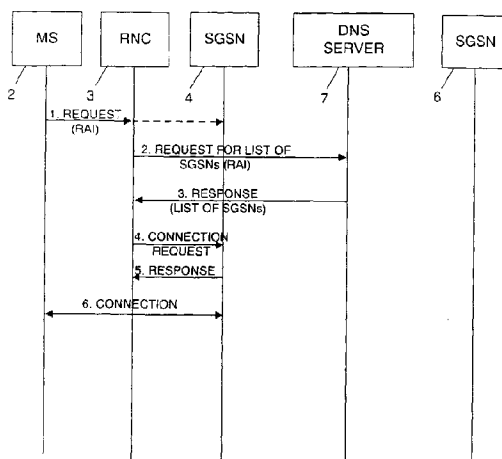 MS
RNC
SGSN
DNS
SERVER
SGSN
2
3
4
7
6
1. REQUEST
(RAI)
2. REQUEST FOR LIST OF
SGSNs (RAI)
3. RESPONSE
(LIST OF SGSNs)
4. CONNECTION
REQUEST
5. RESPONSE
6. CONNECTION